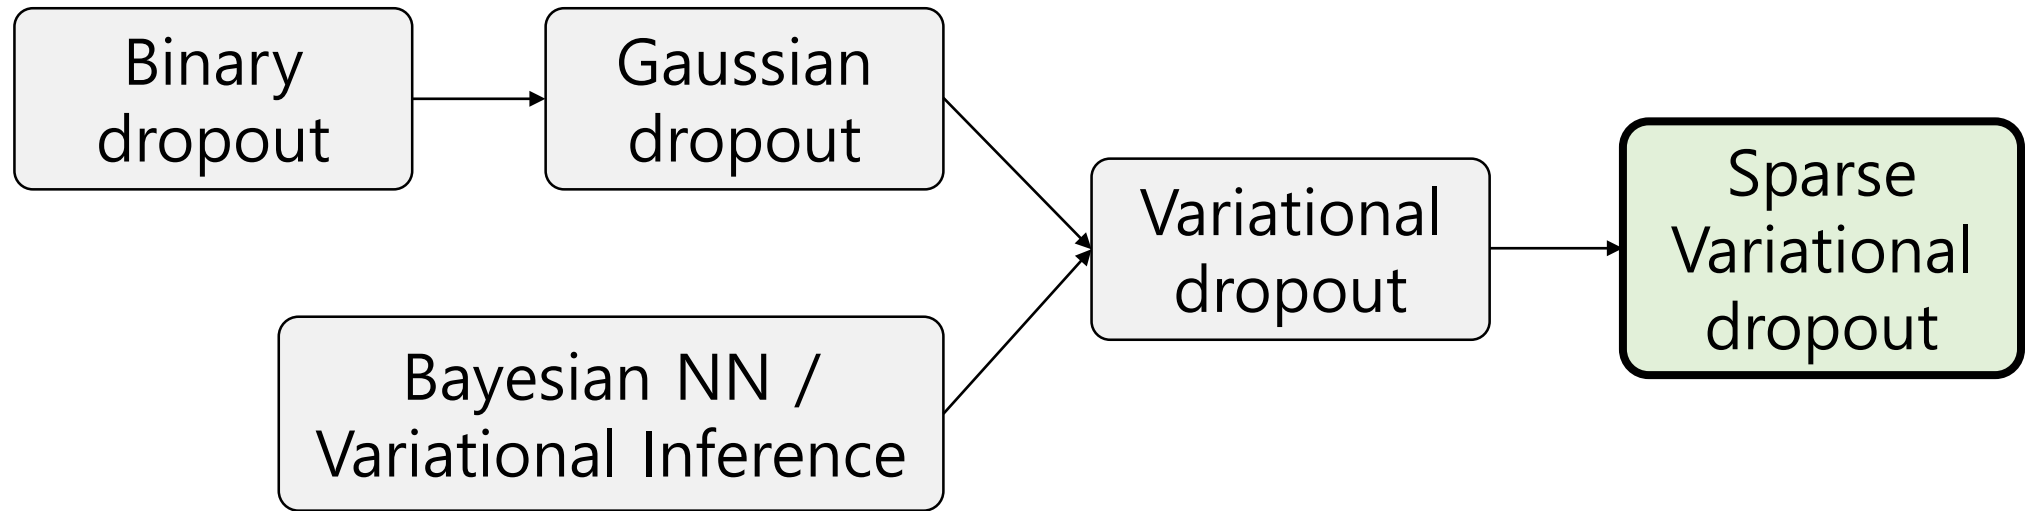 Binary
dropout
Gaussian
dropout
Bayesian NN /
Variational Inference
Variational
dropout
Sparse
Variational
dropout